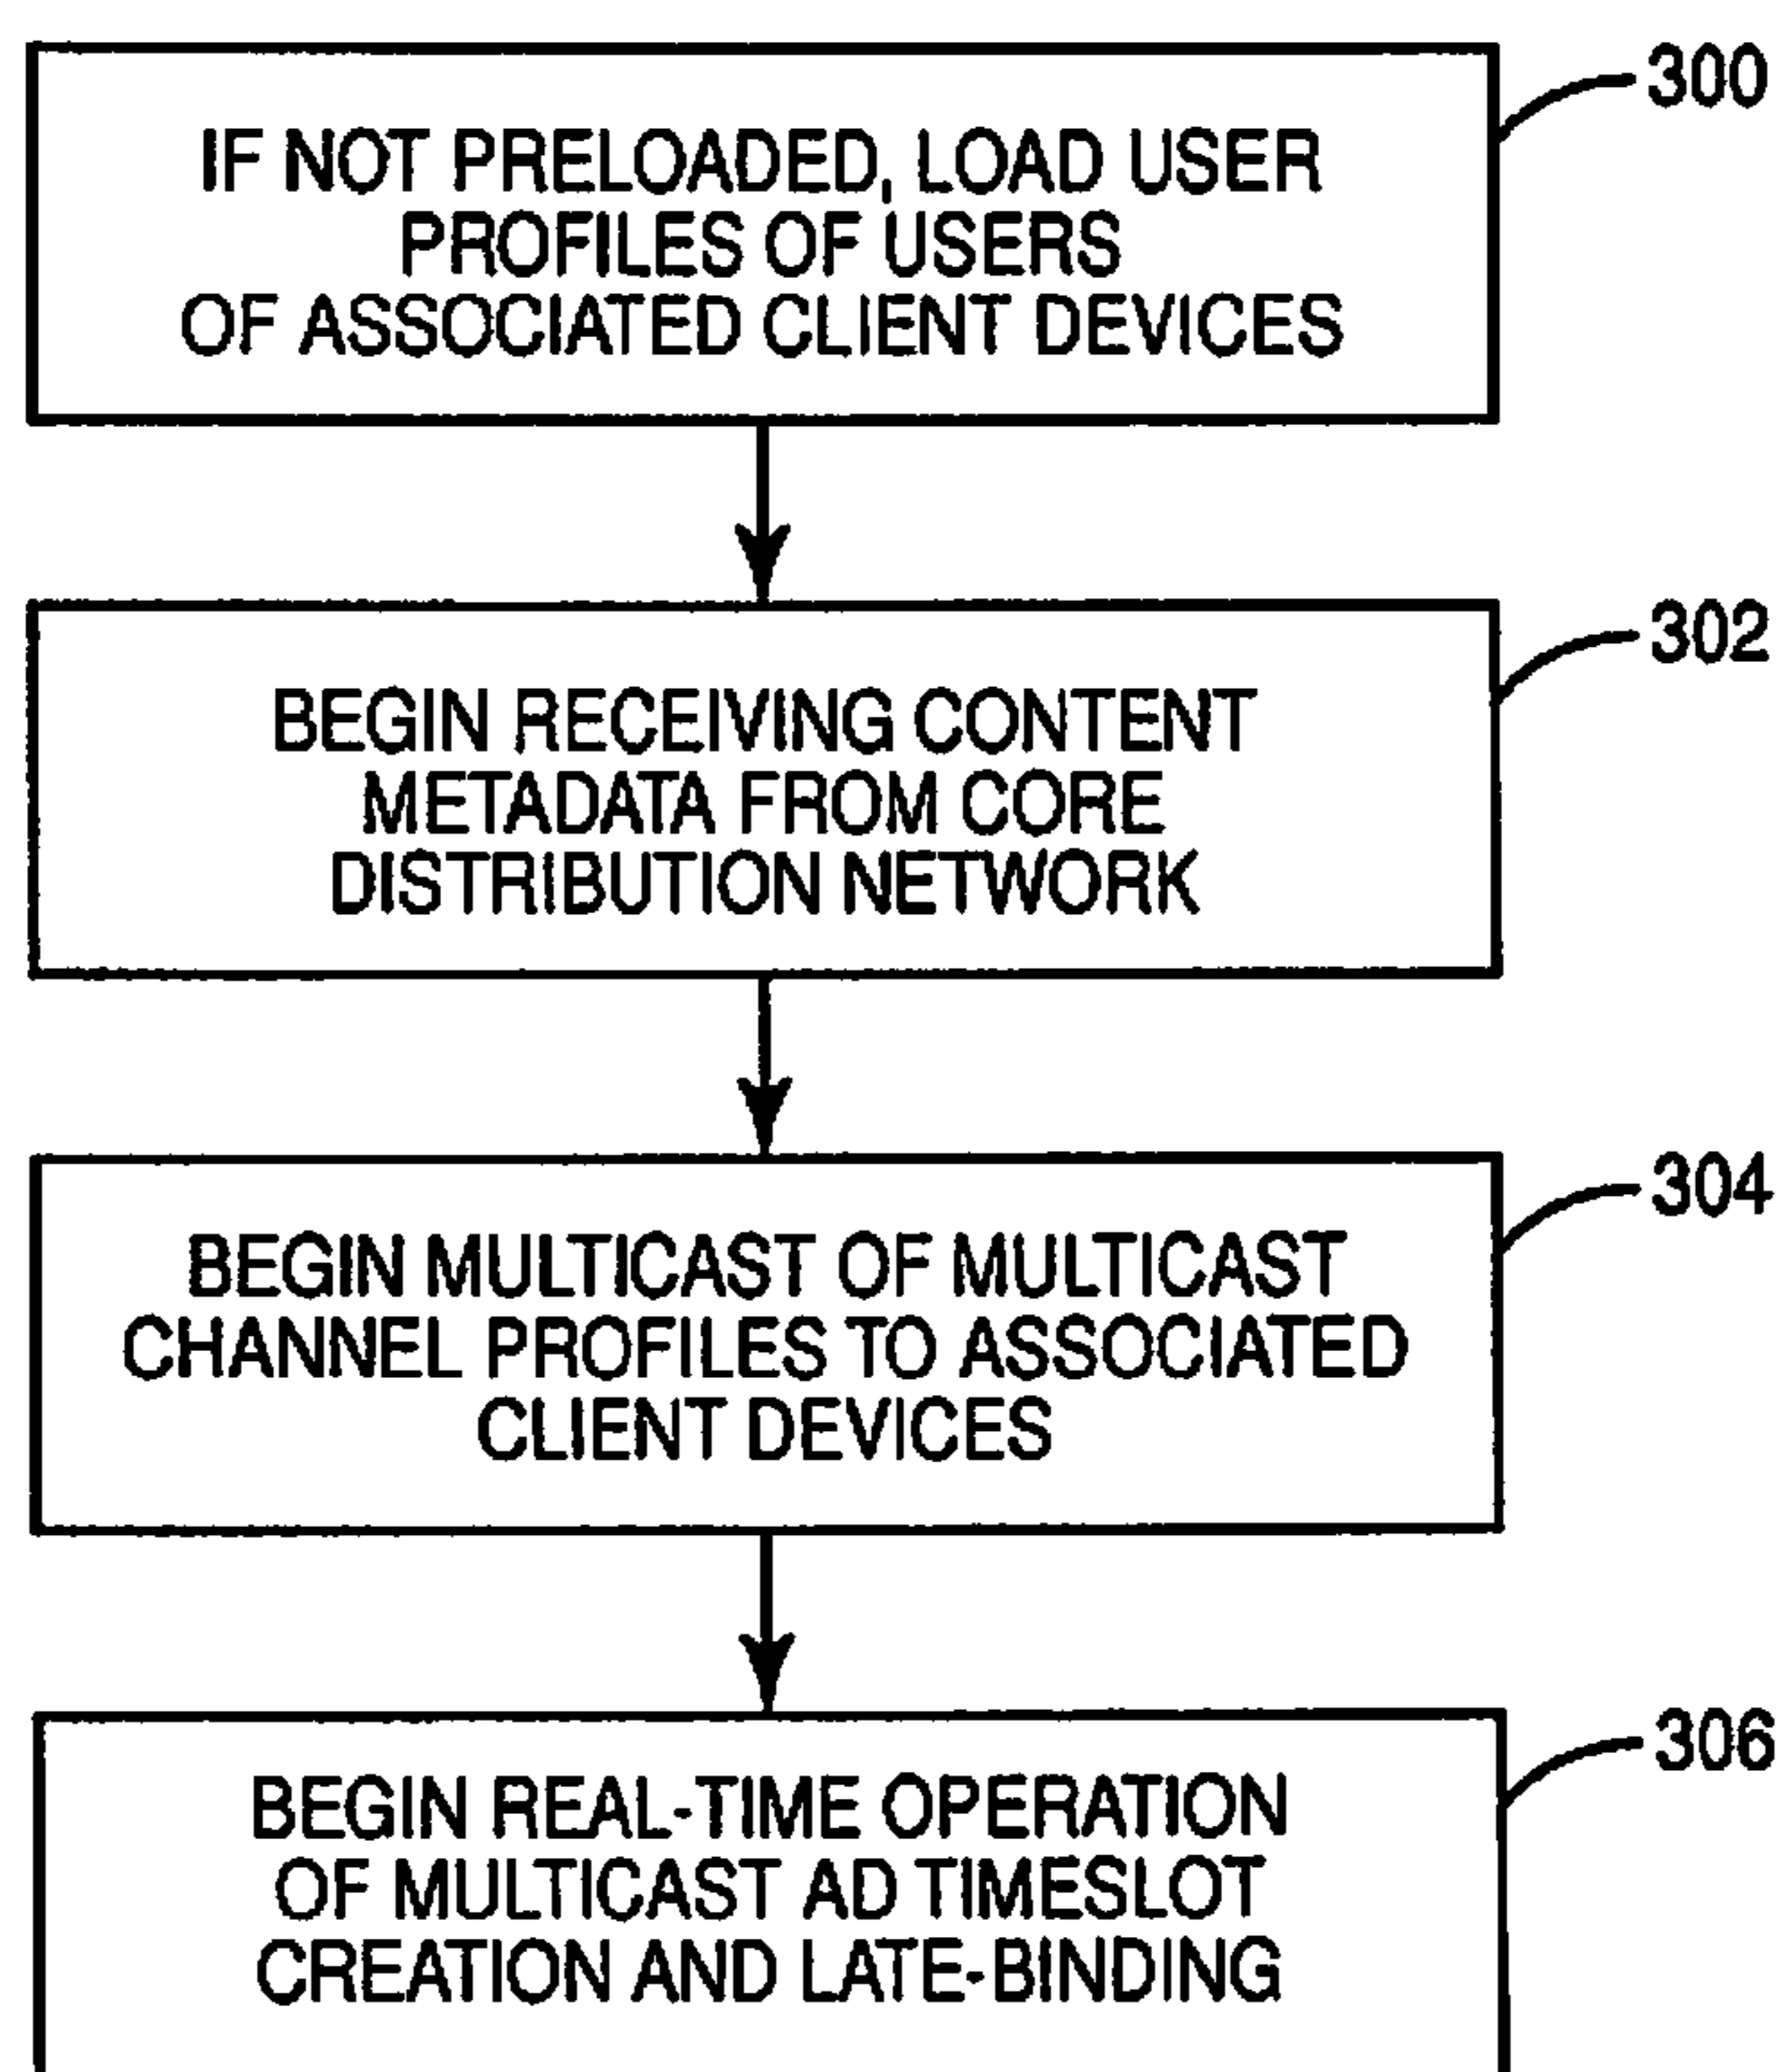 300
IF NOT PRELOADED, LOAD USER
PROFILES OF USERS
OF ASSOCIATED CLIENT DEVICES
302
BEGIN RECEIVING CONTENT
METADATA FROM CORE
DISTRIBUTION NETWORK
304
BEGIN MULTICAST OF MULTICAST
CHANNEL PROFILES TO ASSOCIATED
CLIENT DEVICES
306
BEGIN REAL-TIME OPERATION
OF MULTICAST AD TIMESLOT
CREATION AND LATE-BINDING